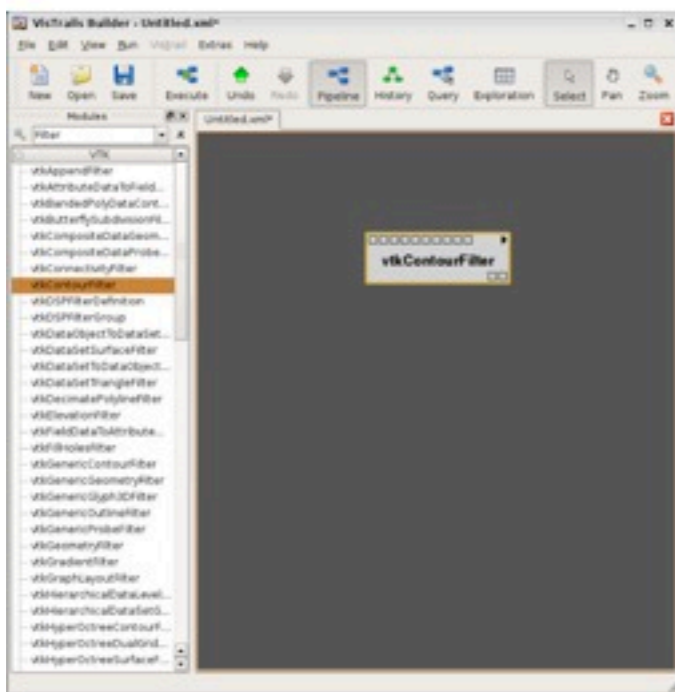 VisTrails Builder - Untitled.xml*
File Edit View Run Vistrail Extras Help
New Open Save Execute Undo Redo Pipeline History Query Exploration Select Pan Zoom
Modules
Untitled.xml*
Filter
VTK
vtkAppendFilter
vtkAttributeDataToField...
vtkBandedPolyDataCont...
vtkButterflySubdivisionFil...
vtkCompositeDataGeom...
vtkCompositeDataProbe...
vtkConnectivityFilter
vtkContourFilter
vtkContourFilter
vtkDSPFilterDefinition
vtkDSPFilterGroup
vtkDataObjectToDataSet...
vtkDataSetSurfaceFilter
vtkDataSetToDataObject...
vtkDataSetTriangleFilter
vtkDecimatePolylineFilter
vtkElevationFilter
vtkFieldDataToAttribute...
vtkFillHolesFilter
vtkGenericContourFilter
vtkGenericGeometryFilter
vtkGenericGlyph3DFilter
vtkGenericOutlineFilter
vtkGenericProbeFilter
vtkGeometryFilter
vtkGradientFilter
vtkGraphLayoutFilter
vtkHierarchicalDataLevel...
vtkHierarchicalDataSetG...
vtkHyperOctreeContourF...
vtkHyperOctreeDualGrid...
vtkHyperOctreeSurfaceF...